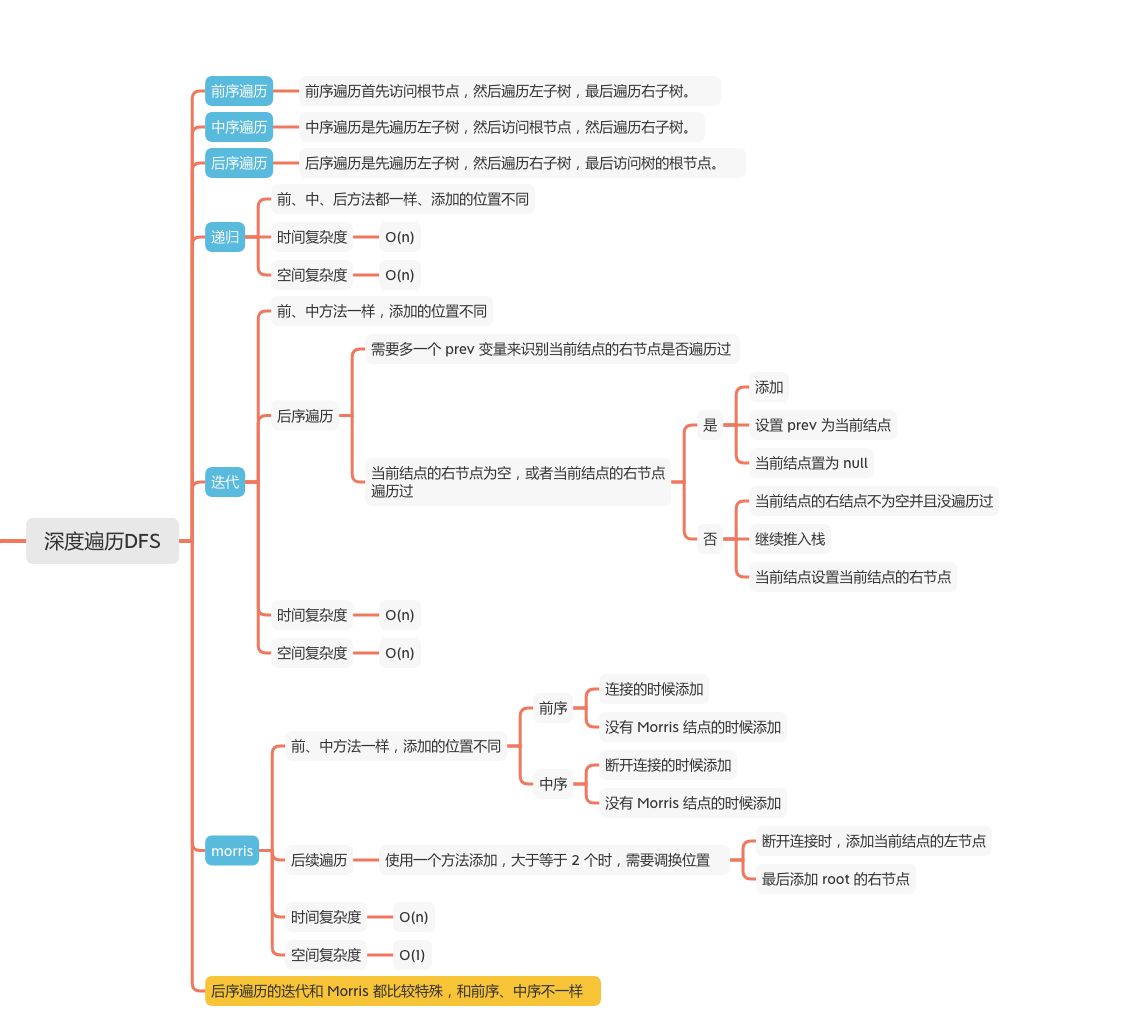 前序遍历
前序遍历首先访问根节点，然后遍历左子树，最后遍历右子树。
中序遍历
中序遍历是先遍历左子树，然后访问根节点，然后遍历右子树。
后序遍历
后序遍历是先遍历左子树，然后遍历右子树，最后访问树的根节点。
递归
前、中、后方法都一样、添加的位置不同
时间复杂度
O(n)
空间复杂度
O(n)
深度遍历DFS
迭代
前、中方法一样，添加的位置不同
后序遍历
需要多一个 prev 变量来识别当前结点的右节点是否遍历过
当前结点的右节点为空，或者当前结点的右节点
遍历过
是
添加
设置 prev 为当前结点
当前结点置为 null
否
当前结点的右结点不为空并且没遍历过
继续推入栈
当前结点设置当前结点的右节点
时间复杂度
O(n)
空间复杂度
O(n)
morris
前、中方法一样，添加的位置不同
前序
连接的时候添加
没有 Morris 结点的时候添加
中序
断开连接的时候添加
没有 Morris 结点的时候添加
后续遍历
使用一个方法添加，大于等于 2 个时，需要调换位置
断开连接时，添加当前结点的左节点
最后添加 root 的右节点
时间复杂度
O(n)
空间复杂度
O(1)
后序遍历的迭代和 Morris 都比较特殊，和前序、中序不一样